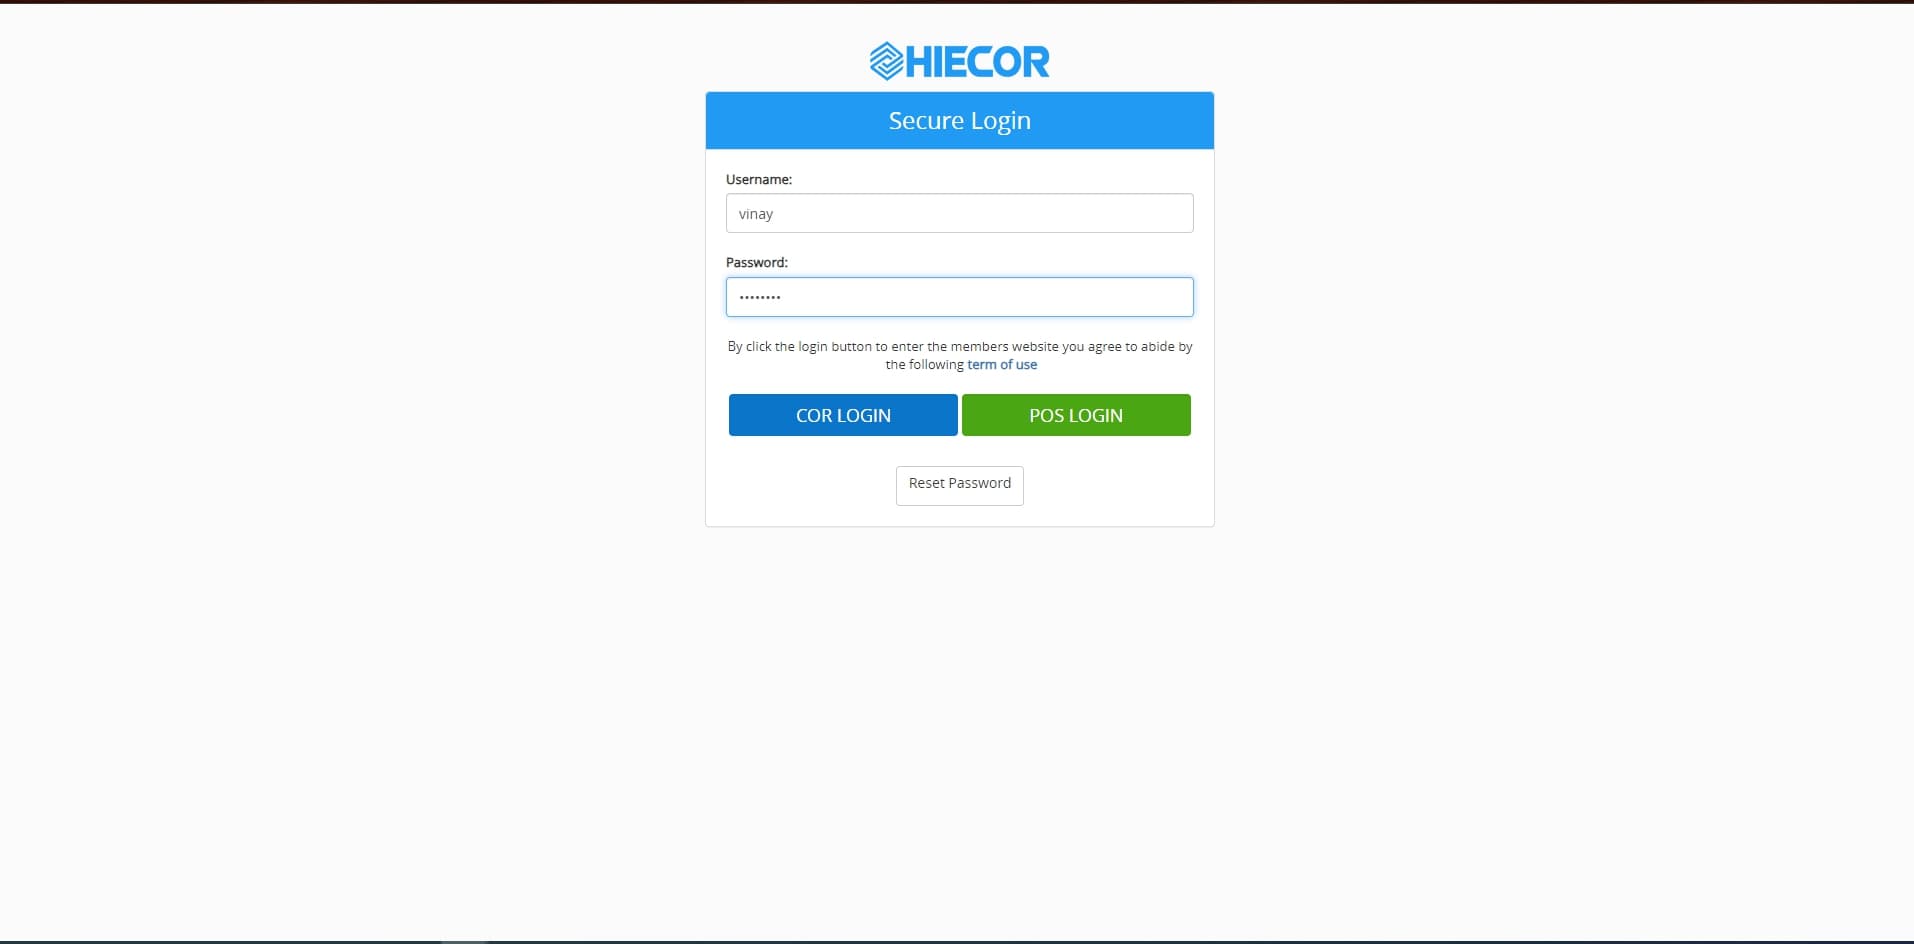 HIECOR
Secure Login
Username:
vinay
Password:
••••••••
By click the login button to enter the members website you agree to abide by
the following term of use
COR LOGIN POS LOGIN
Reset Password